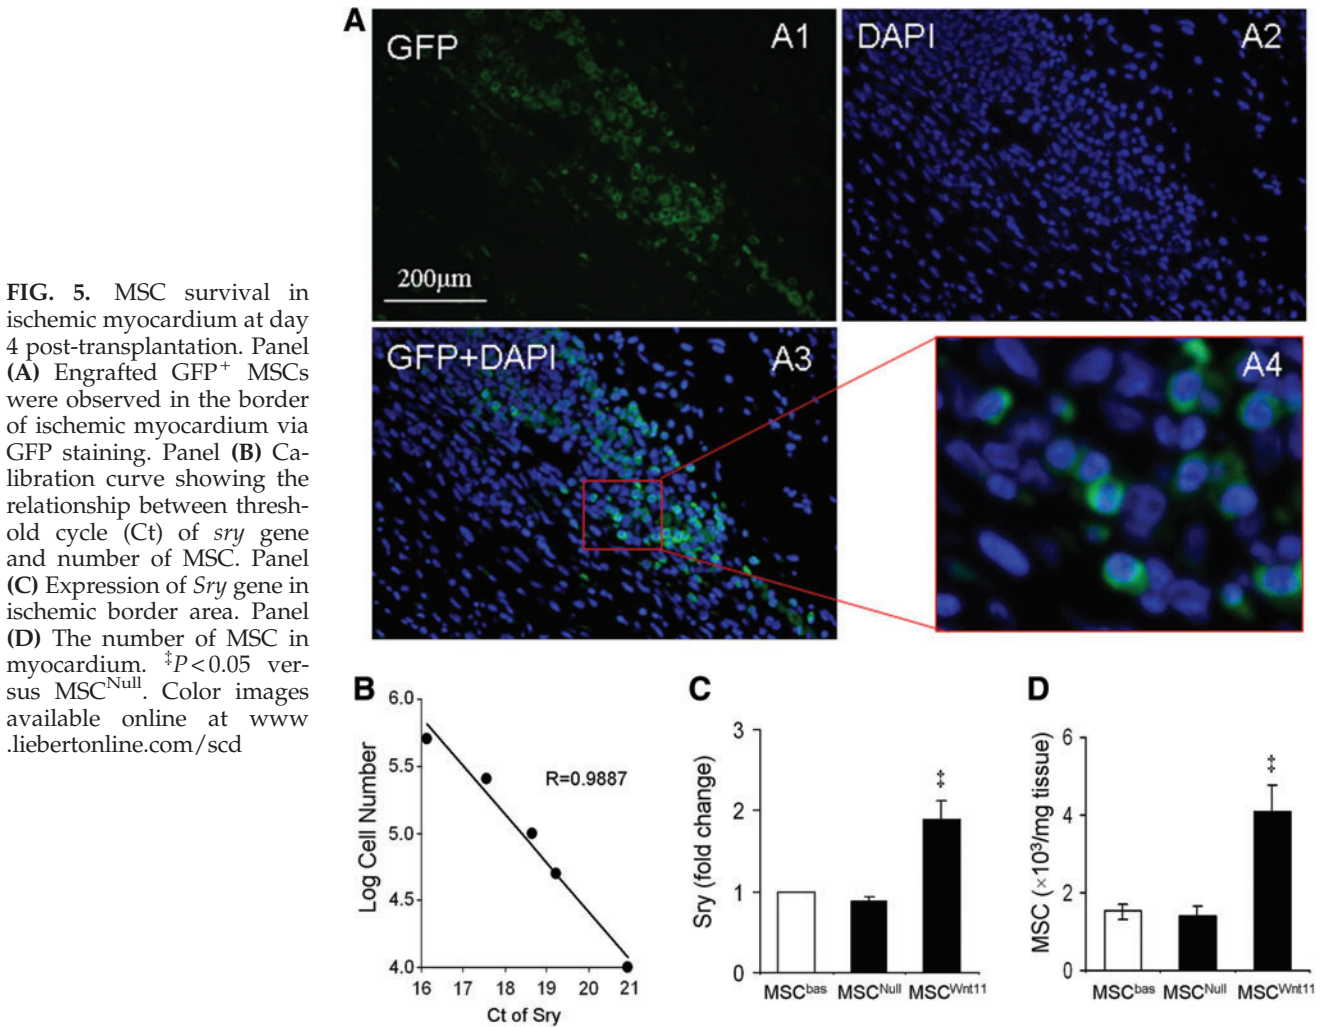 FIG. 5. MSC survival in
ischemic myocardium at day
4 post-transplantation. Panel
(A) Engrafted GFP⁺ MSCs
were observed in the border
of ischemic myocardium via
GFP staining. Panel (B) Ca-
libration curve showing the
relationship between thresh-
old cycle (Ct) of sry gene
and number of MSC. Panel
(C) Expression of Sry gene in
ischemic border area. Panel
(D) The number of MSC in
myocardium. ‡P<0.05 ver-
sus MSCᴺᵘˡˡ. Color images
available online at www
.liebertonline.com/scd
A
GFP
A1
200μm
DAPI
A2
GFP+DAPI
A3
A4
B
Log Cell Number
6.0
5.5
5.0
4.5
4.0
R=0.9887
16 17 18 19 20 21
Ct of Sry
C
Sry (fold change)
3
2
1
0
‡
MSCbas MSCNull MSCWnt11
D
MSC (×10³/mg tissue)
6
4
2
0
‡
MSCbas MSCNull MSCWnt11